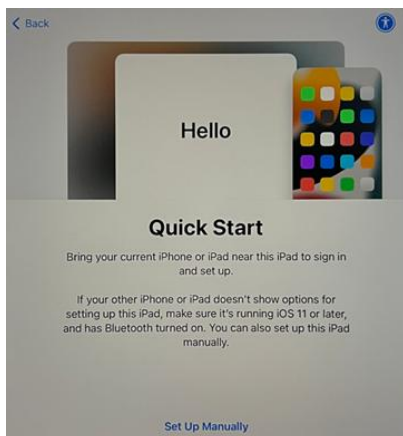 Back
Hello
Quick Start
Bring your current iPhone or iPad near this iPad to sign in
and set up.
If your other iPhone or iPad doesn't show options for
setting up this iPad, make sure it's running iOS 11 or later,
and has Bluetooth turned on. You can also set up this iPad
manually.
Set Up Manually